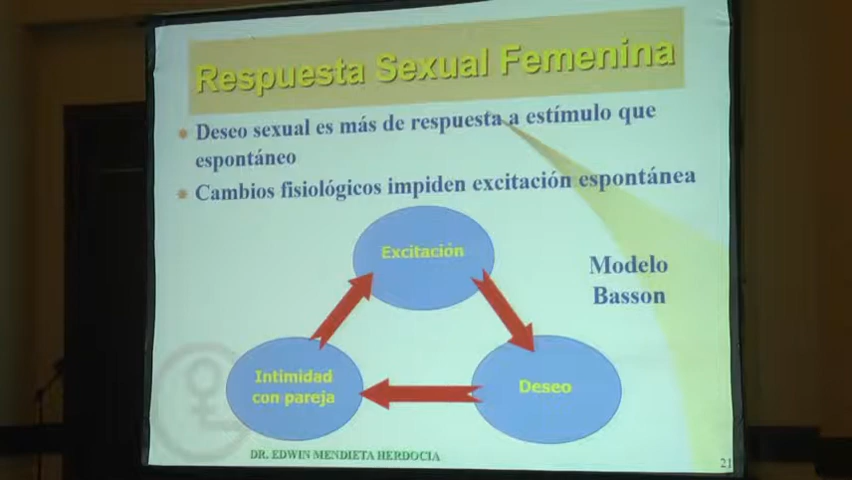 Respuesta Sexual Femenina
Deseo sexual es más de respuesta a estímulo que
espontáneo
Cambios fisiológicos impiden excitación espontánea
Excitación
Modelo
Basson
Intimidad
con pareja
Deseo
DR. EDWIN MENDIETA HERDOCIA
21